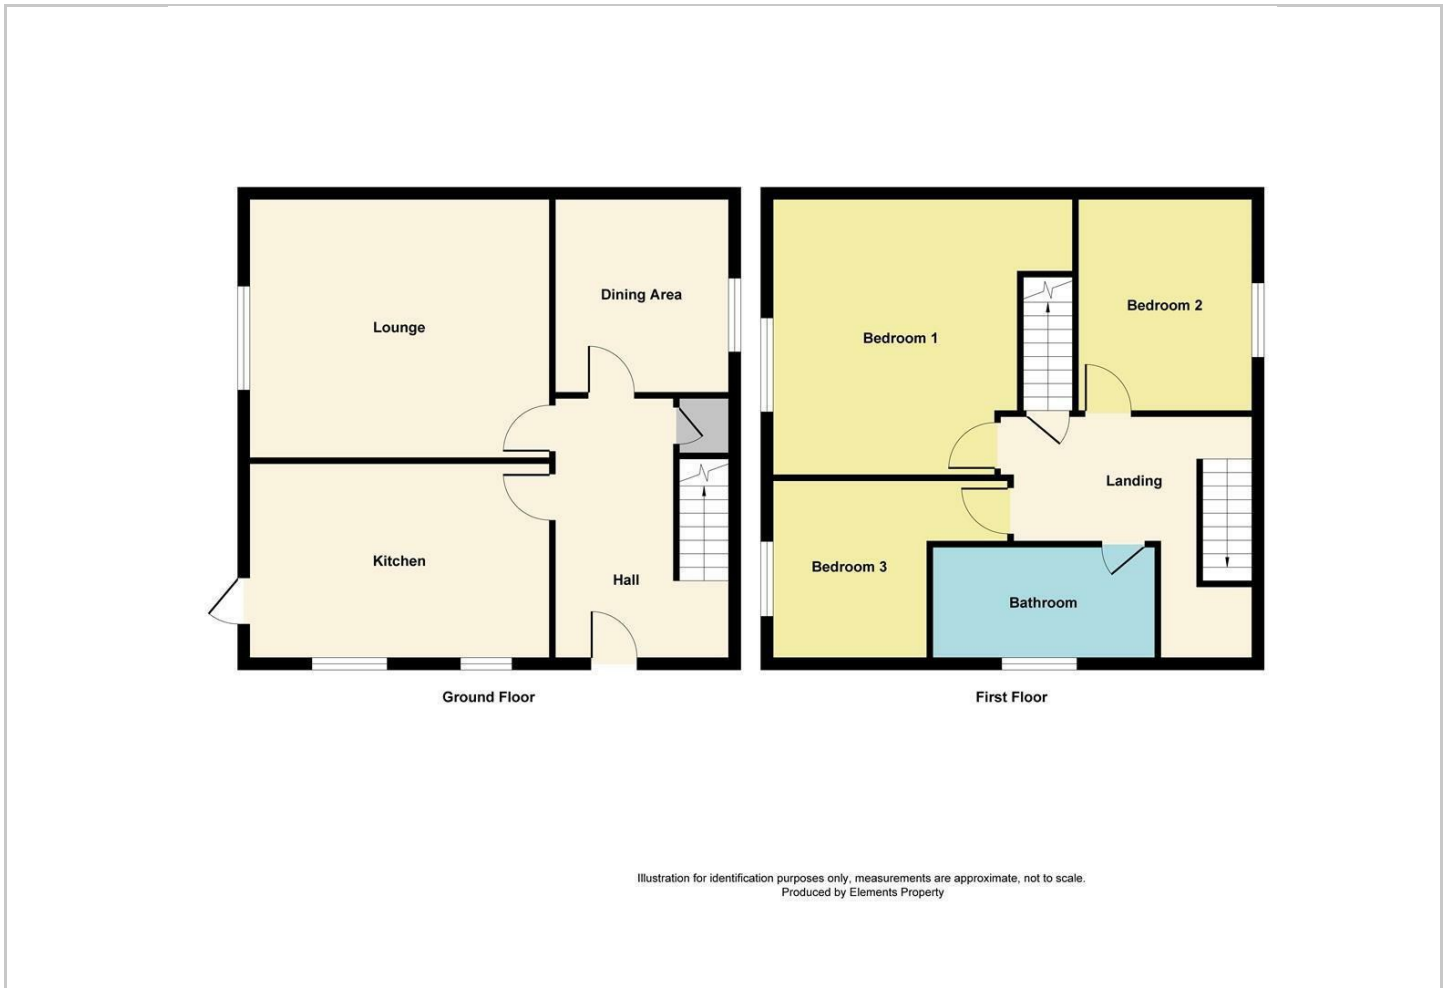 Lounge
Dining Area
Kitchen
Hall
Ground Floor
Bedroom 1
Bedroom 2
Landing
Bedroom 3
Bathroom
First Floor
Illustration for identification purposes only, measurements are approximate, not to scale.
Produced by Elements Property